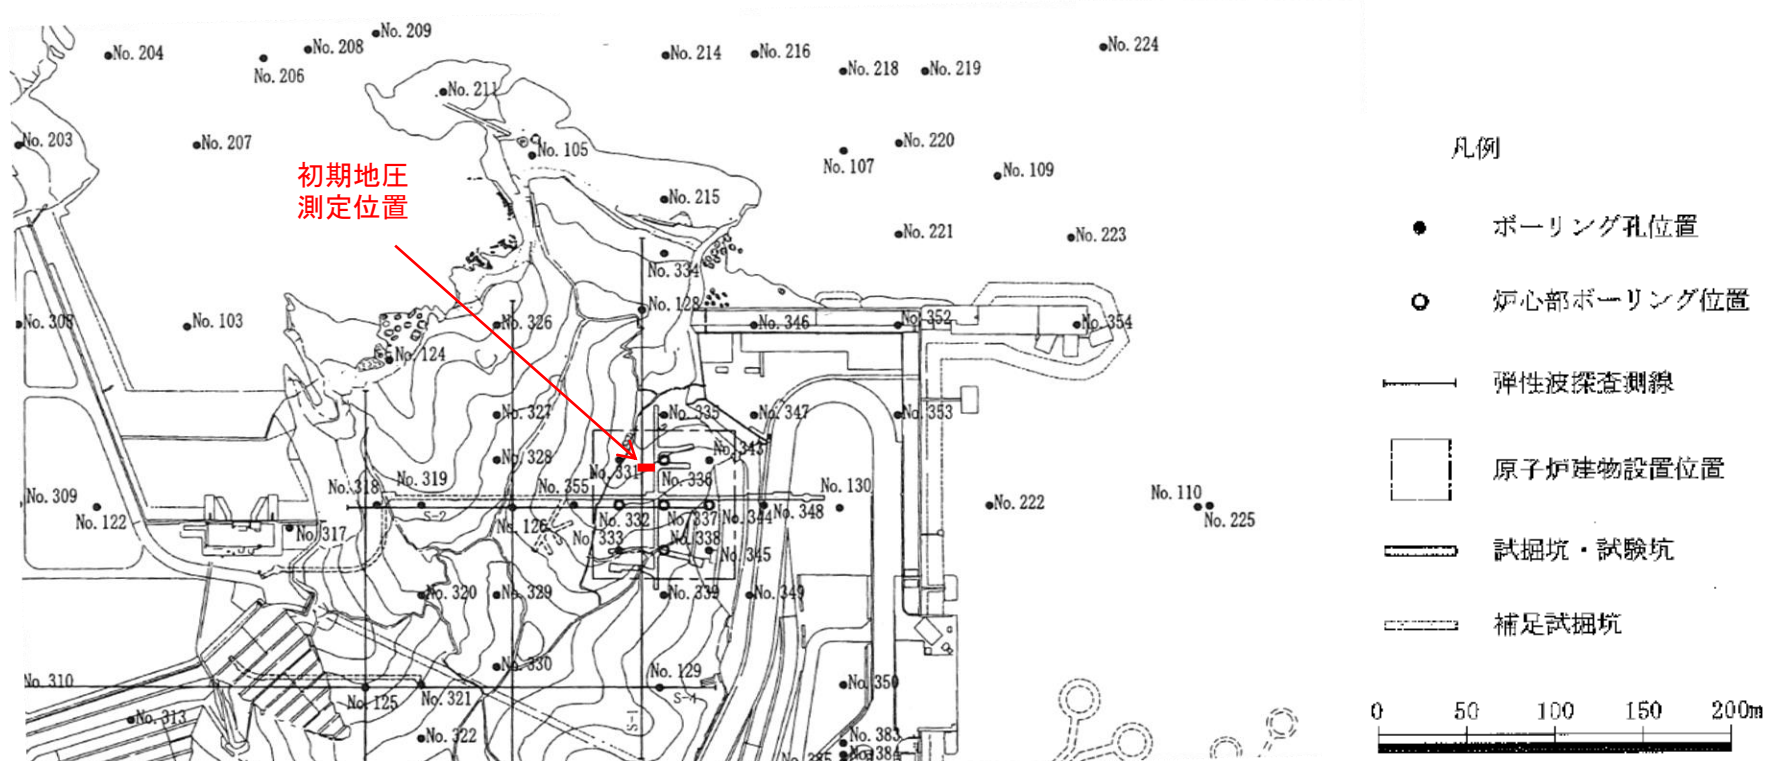 No. 209
No. 204
No. 208
No. 206
No. 214
No. 216
No. 218
No. 219
No. 224
No. 211
No. 203
No. 207
No. 105
No. 107
No. 220
No. 109
初期地圧
測定位置
No. 215
No. 221
No. 223
No. 334
No. 128
No. 103
No. 326
No. 346
No. 352
No. 354
No. 124
No. 327
No. 335
No. 347
No. 353
No. 328
No. 331
No. 336
No. 343
No. 309
No. 122
No. 318
No. 319
S-2
No. 355
No. 126
No. 332
No. 337
No. 344
No. 348
No. 130
No. 222
No. 110
No. 225
No. 317
No. 333
No. 338
No. 345
No. 320
No. 329
No. 339
No. 349
No. 330
No. 129
No. 310
No. 125
No. 321
S-4
S-1
No. 350
No. 313
No. 322
No. 383
No. 384
凡例
ボーリング孔位置
炉心部ボーリング位置
弾性波探査測線
原子炉建物設置位置
試掘坑・試験坑
補足試掘坑
0 50 100 150 200m